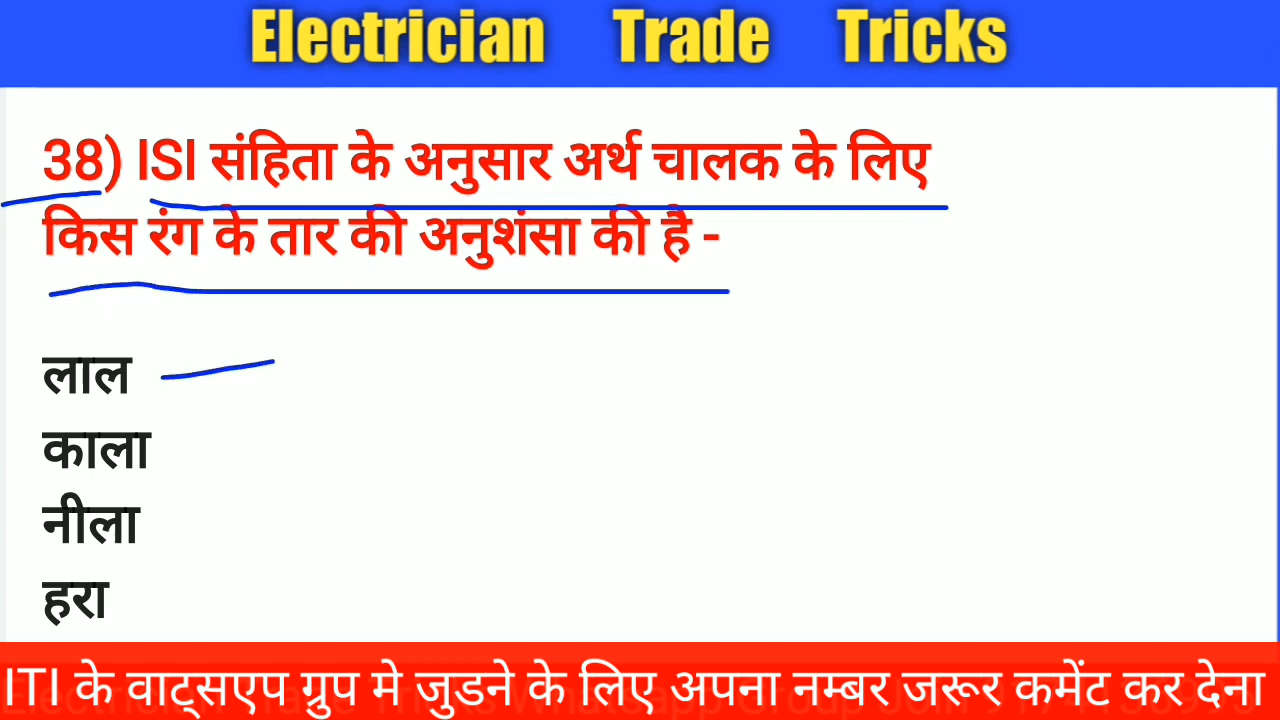 Electrician Trade Tricks
38) ISI संहिता के अनुसार अर्थ चालक के लिए
किस रंग के तार की अनुशंसा की है -
लाल
काला
नीला
हरा
ITI के वाट्सएप ग्रुप मे जुडने के लिए अपना नम्बर जरूर कमेंट कर देना